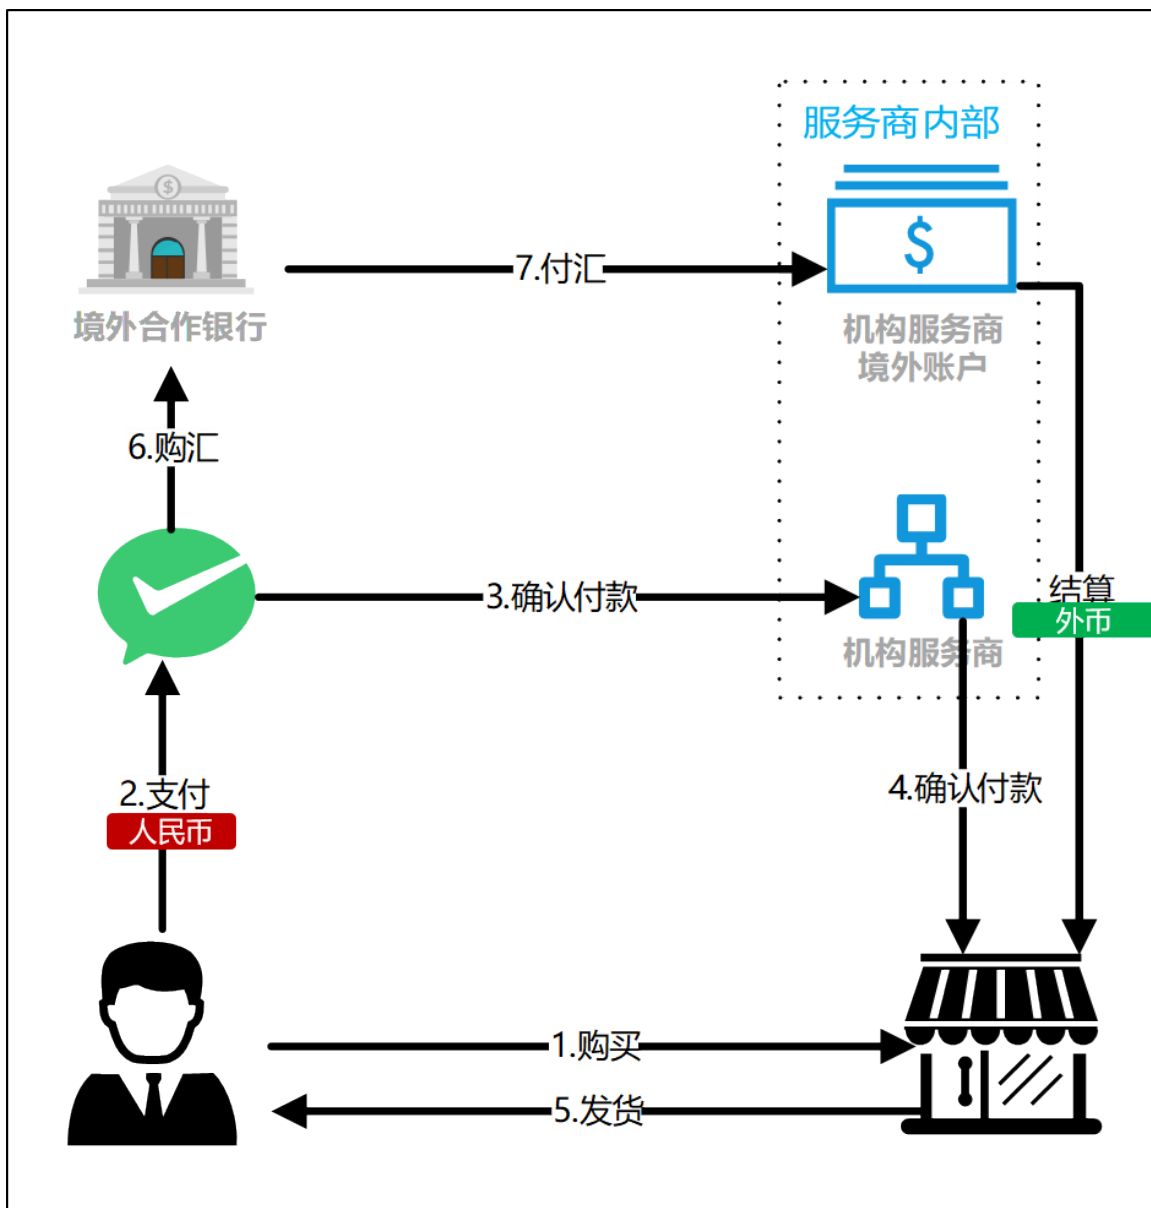 服务商内部
$
$
7.付汇
境外合作银行
机构服务商
境外账户
6.购汇
3.确认付款
结算
外币
机构服务商
2.支付
人民币
4.确认付款
1.购买
5.发货